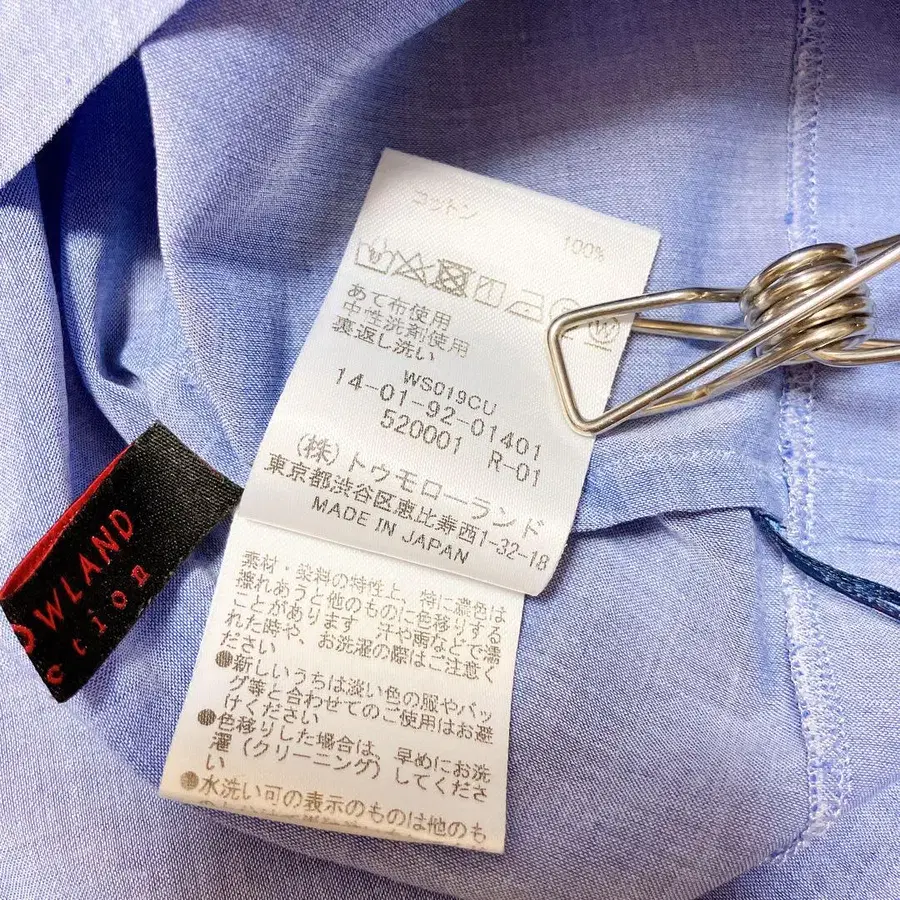 コットン 100%
あて布使用
中性洗剤使用
裏返し洗い
WS019CU
14-01-92-01401
520001 R-01
(株)トゥモローランド
東京都渋谷区恵比寿西1-32-18
MADE IN JAPAN
素材・染料の特性上、特に濃色は
擦れあうと他のものに色移りする
ことがあります 汗や雨などで濡
れた時や、お洗濯の際はご注意く
ださい
●新しいうちは淡い色の服やバッ
グ等と合わせてのご使用はお避
けください
●色移りした場合は、早めにお洗
濯(クリーニング)してくださ
い
●水洗い可の表示のものは他のも
OWLAND
ction